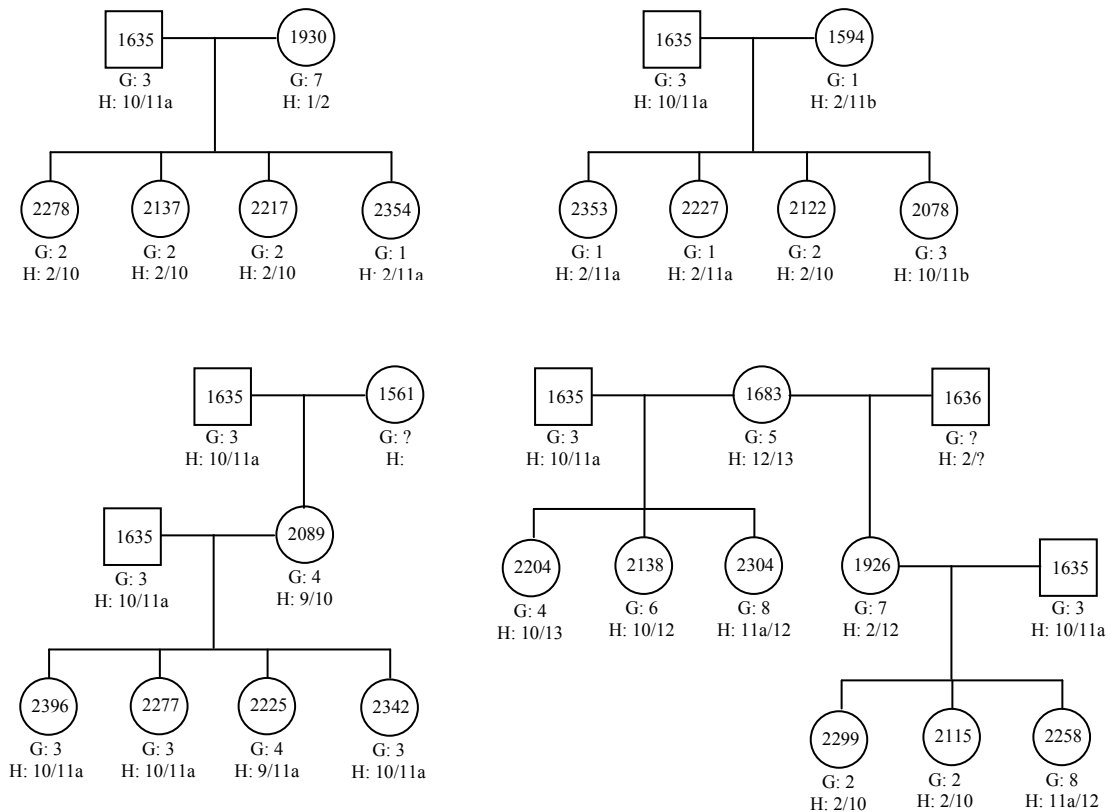 1635 1930
G: 3 G: 7
H: 10/11a H: 1/2
2278 2137 2217 2354
G: 2 G: 2 G: 2 G: 1
H: 2/10 H: 2/10 H: 2/10 H: 2/11a
1635 1594
G: 3 G: 1
H: 10/11a H: 2/11b
2353 2227 2122 2078
G: 1 G: 1 G: 2 G: 3
H: 2/11a H: 2/11a H: 2/10 H: 10/11b
1635 1561
G: 3 G: ?
H: 10/11a H:
1635 2089
G: 3 G: 4
H: 10/11a H: 9/10
2396 2277 2225 2342
G: 3 G: 3 G: 4 G: 3
H: 10/11a H: 10/11a H: 9/11a H: 10/11a
1635 1683 1636
G: 3 G: 5 G: ?
H: 10/11a H: 12/13 H: 2/?
2204 2138 2304 1926 1635
G: 4 G: 6 G: 8 G: 7 G: 3
H: 10/13 H: 10/12 H: 11a/12 H: 2/12 H: 10/11a
2299 2115 2258
G: 2 G: 2 G: 8
H: 2/10 H: 2/10 H: 11a/12